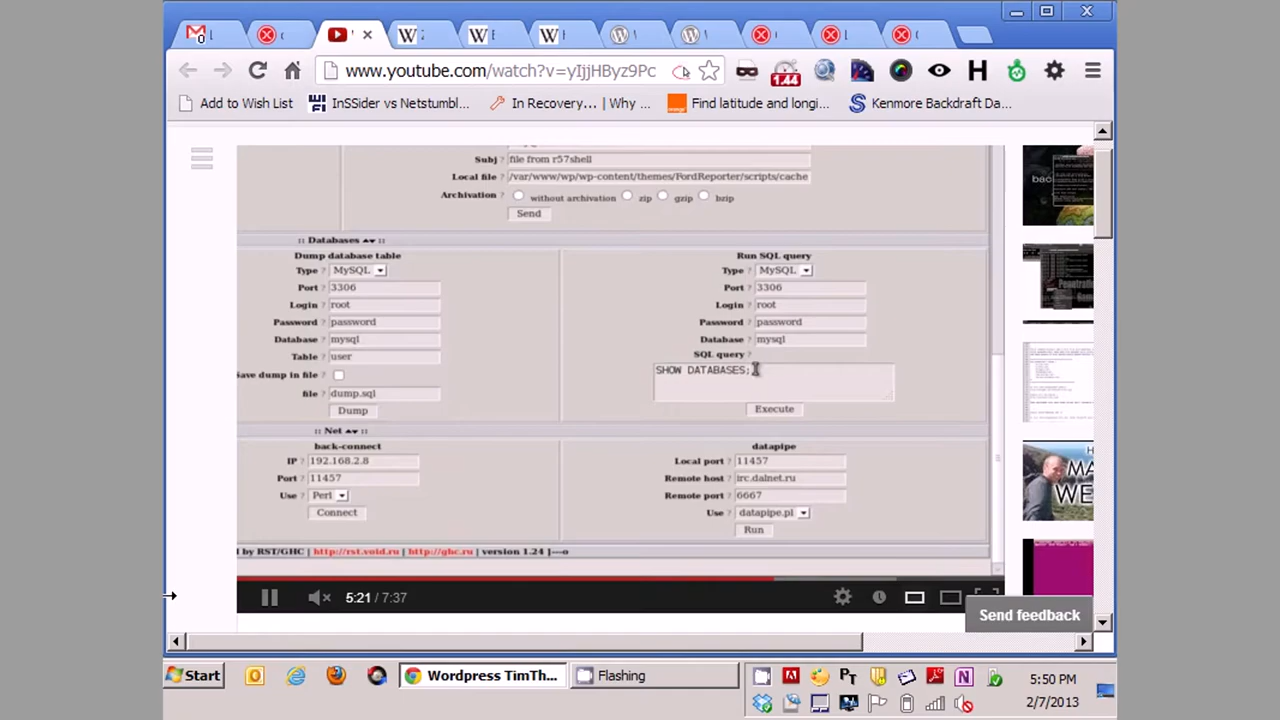 0
1.44
www.youtube.com/watch?v=yIjjHByz9Pc
Add to Wish List
InSSider vs Netstumbl...
In Recovery... | Why ...
Find latitude and longi...
Kenmore Backdraft Da...
Subj ? file from r57shell
Local file ? /var/www/wp/wp-content/themes/FordReporter/scripts/cache
Archivation ? without archivation zip gzip bzip
Send
:: Databases ::
Dump database table
Type ? MySQL
Port ? 3306
Login ? root
Password ? password
Database ? mysql
Table ? user
Save dump in file ?
file ? dump.sql
Dump
Run SQL query
Type ? MySQL
Port ? 3306
Login ? root
Password ? password
Database ? mysql
SQL query ?
SHOW DATABASES;
Execute
:: Net ::
back-connect
IP ? 192.168.2.8
Port ? 11457
Use ? Perl
Connect
datapipe
Local port ? 11457
Remote host ? irc.dalnet.ru
Remote port ? 6667
Use ? datapipe.pl
Run
d by RST/GHC | http://rst.void.ru | http://ghc.ru | version 1.24 ]---o
5:21 / 7:37
Send feedback
Start
Wordpress TimTh...
Flashing
5:50 PM
2/7/2013